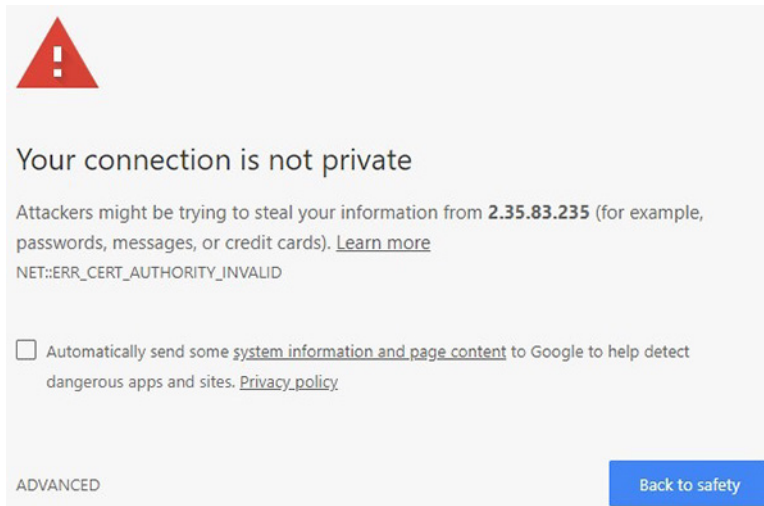 Your connection is not private
Attackers might be trying to steal your information from 2.35.83.235 (for example,
passwords, messages, or credit cards). Learn more
NET::ERR_CERT_AUTHORITY_INVALID
Automatically send some system information and page content to Google to help detect
dangerous apps and sites. Privacy policy
ADVANCED
Back to safety